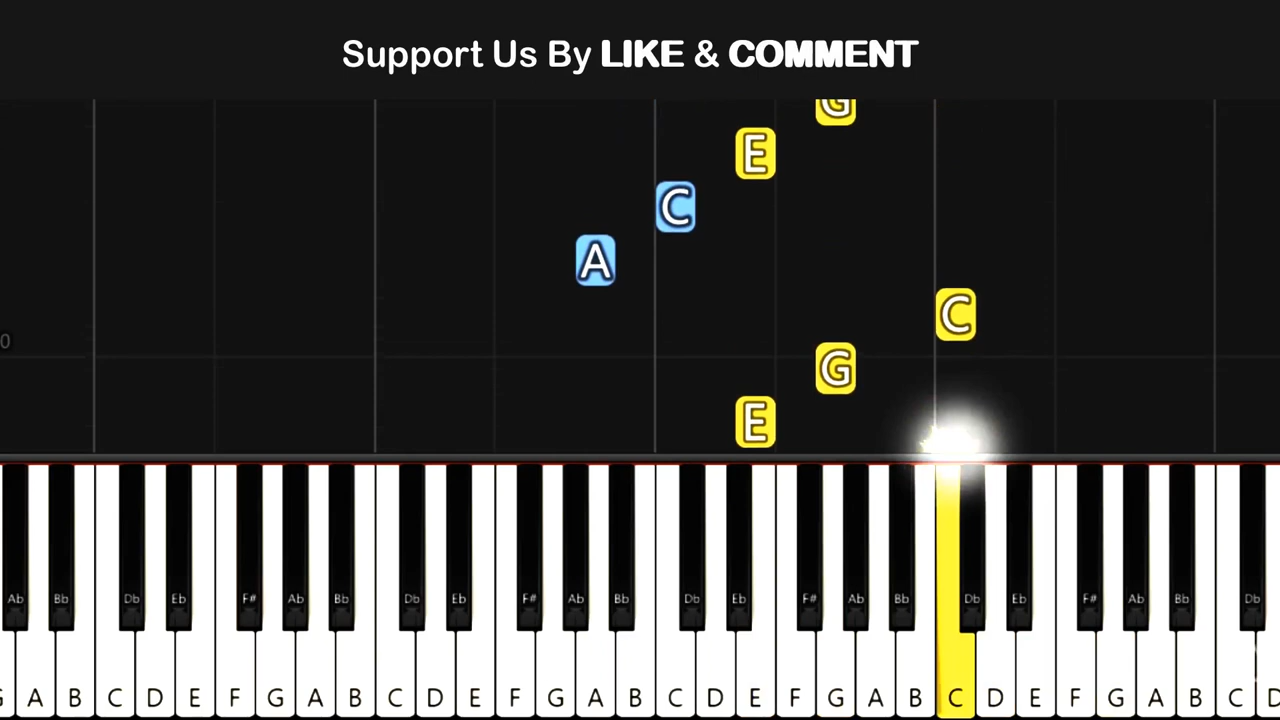 Support Us By LIKE & COMMENT
G
E
C
A
C
0
G
E
Ab Bb Db Eb F# Ab Bb Db Eb F# Ab Bb Db Eb F# Ab Bb Db Eb F# Ab Bb Db
G A B C D E F G A B C D E F G A B C D E F G A B C D E F G A B C D